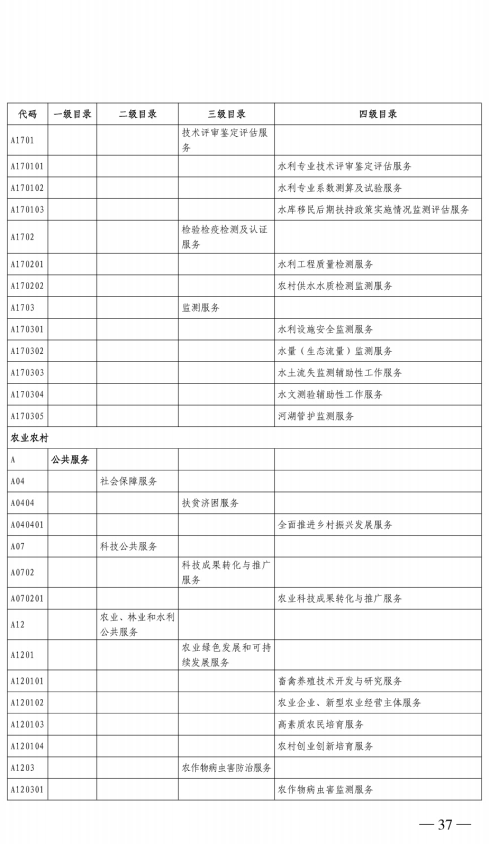 代码 一级目录 二级目录 三级目录 四级目录
A1701 技术评审鉴定评估服
务
A170101 水利专业技术评审鉴定评估服务
A170102 水利专业系数测算及试验服务
A170103 水库移民后期扶持政策实施情况监测评估服务
A1702 检验检疫检测及认证
服务
A170201 水利工程质量检测服务
A170202 农村供水水质检测监测服务
A1703 监测服务
A170301 水利设施安全监测服务
A170302 水量（生态流量）监测服务
A170303 水土流失监测辅助性工作服务
A170304 水文测验辅助性工作服务
A170305 河湖管护监测服务
农业农村
A 公共服务
A04 社会保障服务
A0404 扶贫济困服务
A040401 全面推进乡村振兴发展服务
A07 科技公共服务
A0702 科技成果转化与推广
服务
A070201 农业科技成果转化与推广服务
A12 农业、林业和水利
公共服务
A1201 农业绿色发展和可持
续发展服务
A120101 畜禽养殖技术开发与研究服务
A120102 农业企业、新型农业经营主体服务
A120103 高素质农民培育服务
A120104 农村创业创新培育服务
A1203 农作物病虫害防治服务
A120301 农作物病虫害监测服务
— 37 —